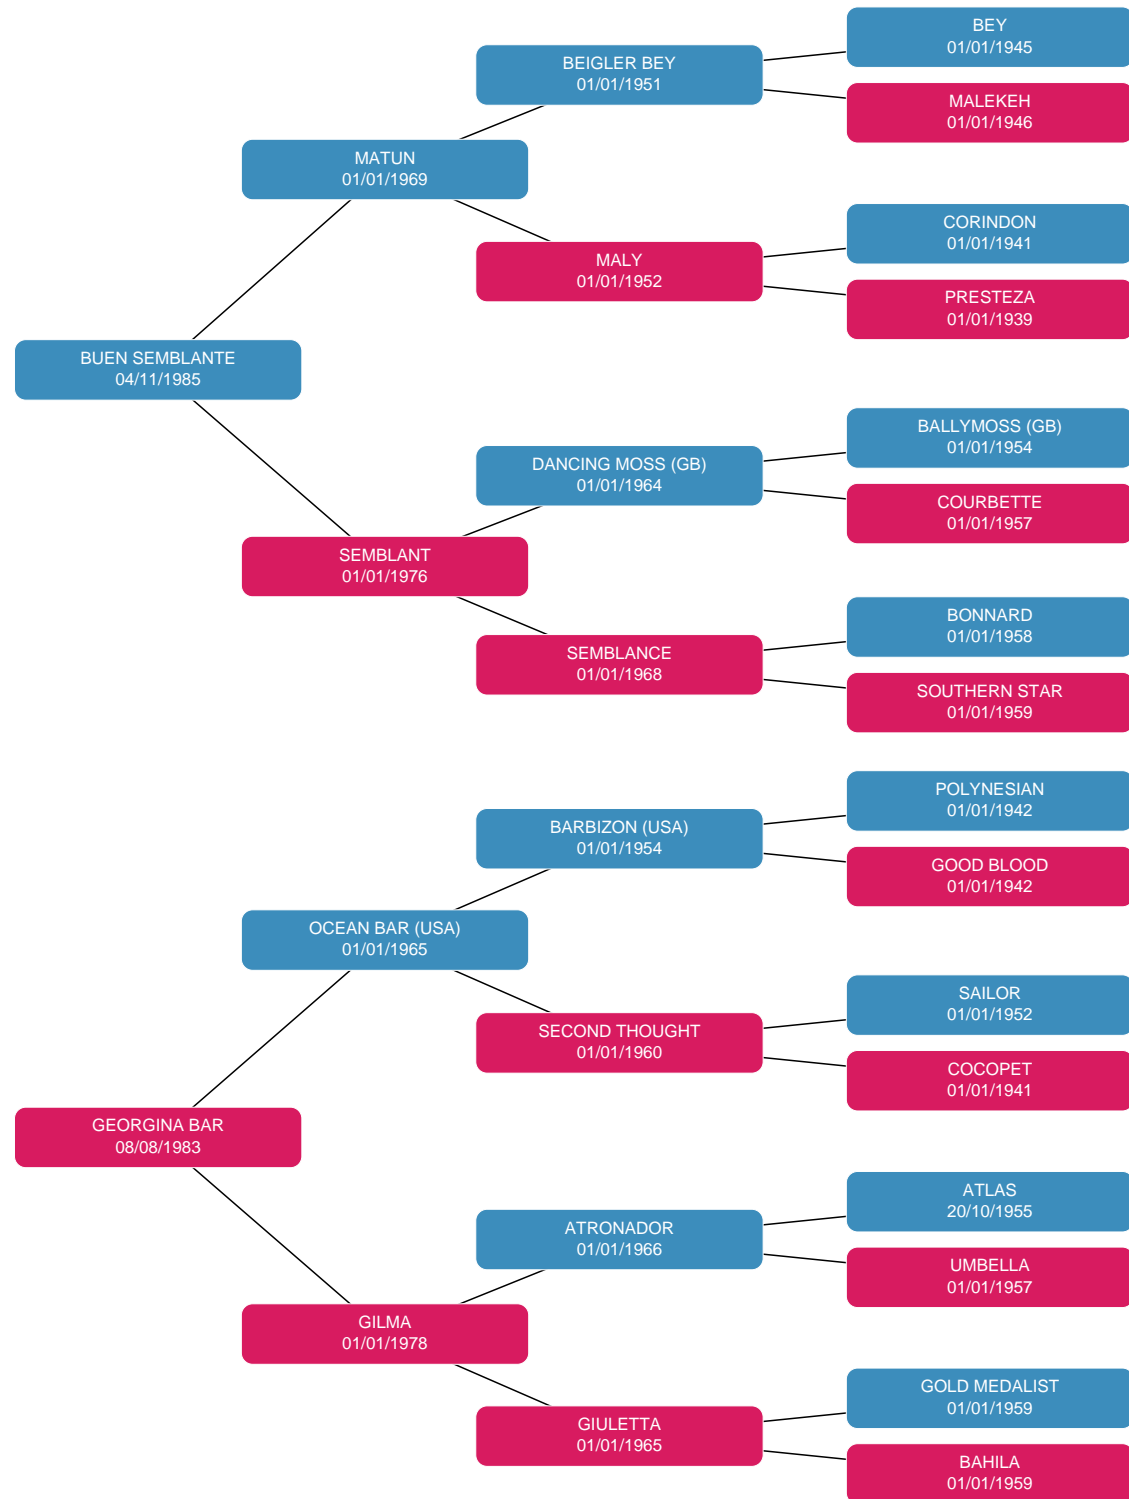 BEY
01/01/1945
BEIGLER BEY
01/01/1951
MALEKEH
01/01/1946
MATUN
01/01/1969
CORINDON
01/01/1941
MALY
01/01/1952
PRESTEZA
01/01/1939
BUEN SEMBLANTE
04/11/1985
BALLYMOSS (GB)
01/01/1954
DANCING MOSS (GB)
01/01/1964
COURBETTE
01/01/1957
SEMBLANT
01/01/1976
BONNARD
01/01/1958
SEMBLANCE
01/01/1968
SOUTHERN STAR
01/01/1959
POLYNESIAN
01/01/1942
BARBIZON (USA)
01/01/1954
GOOD BLOOD
01/01/1942
OCEAN BAR (USA)
01/01/1965
SAILOR
01/01/1952
SECOND THOUGHT
01/01/1960
COCOPET
01/01/1941
GEORGINA BAR
08/08/1983
ATLAS
20/10/1955
ATRONADOR
01/01/1966
UMBELLA
01/01/1957
GILMA
01/01/1978
GOLD MEDALIST
01/01/1959
GIULETTA
01/01/1965
BAHILA
01/01/1959